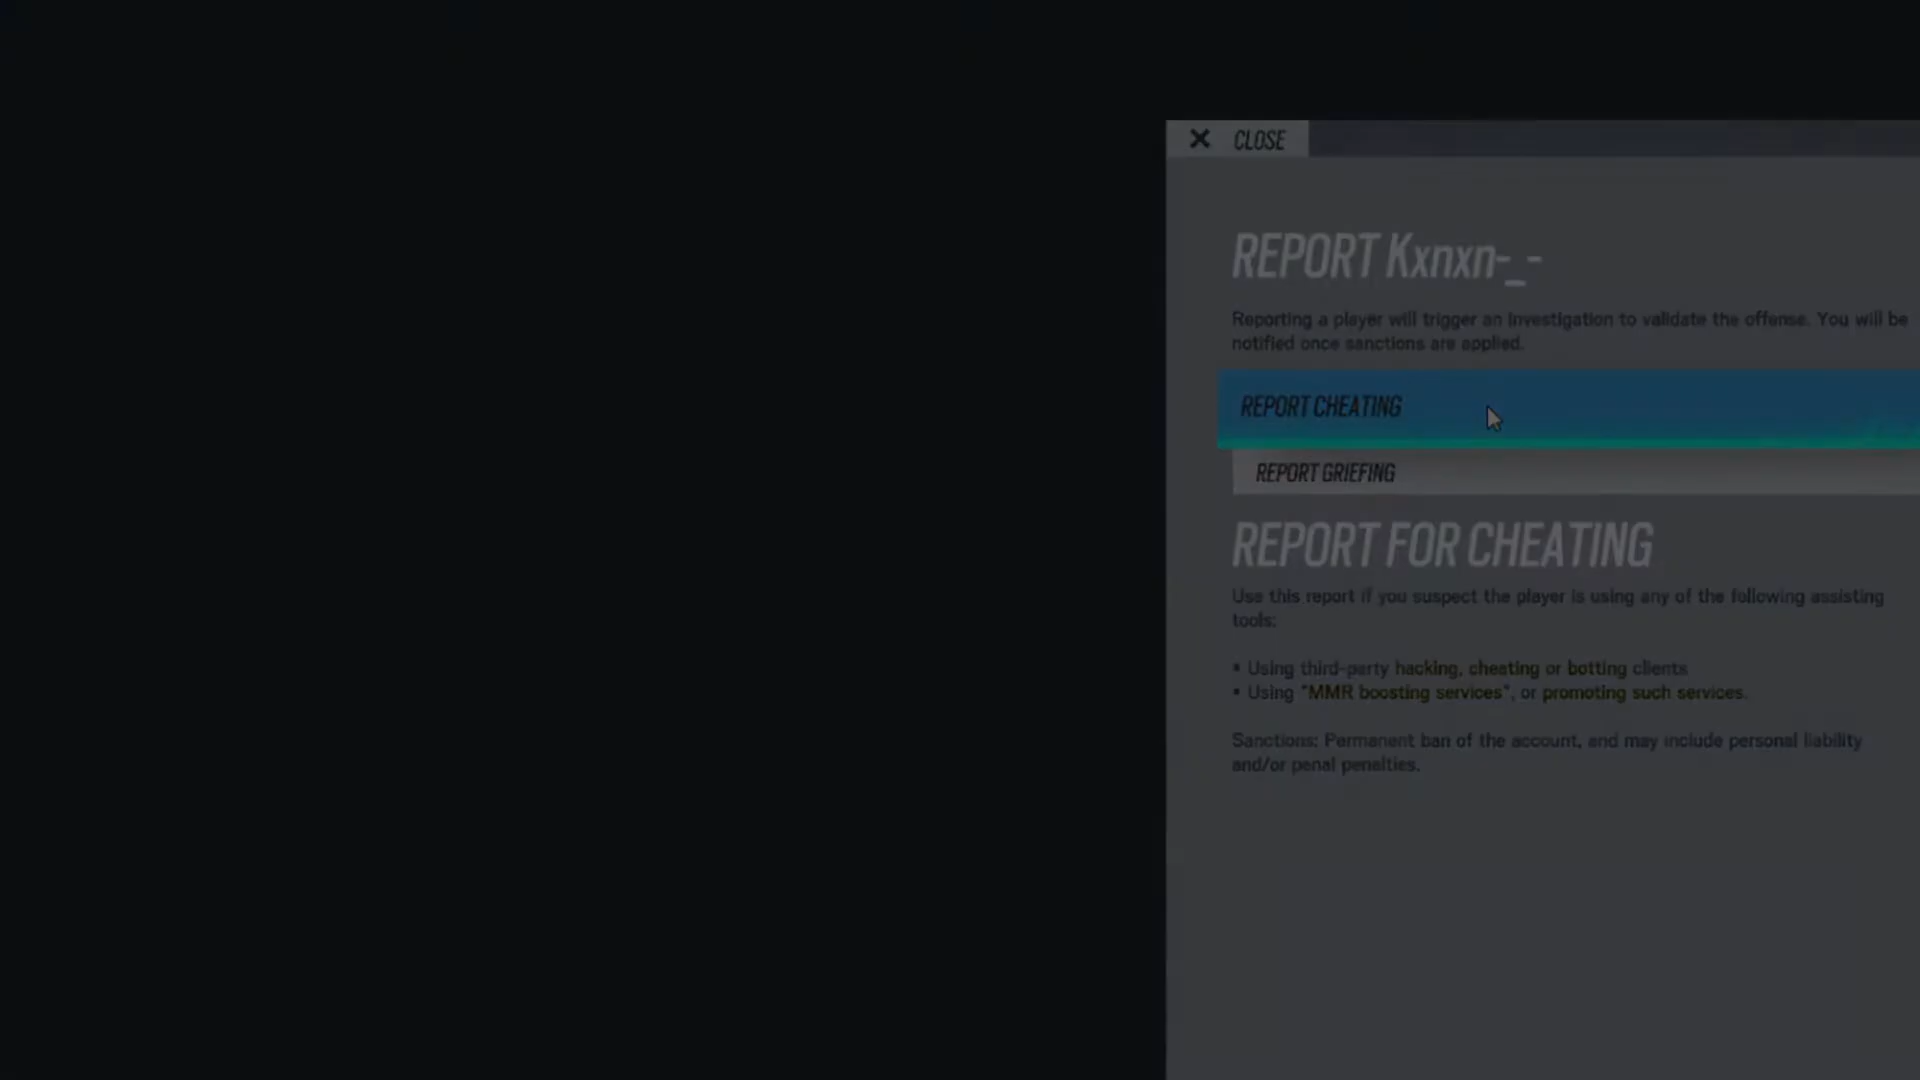 CLOSE
REPORT Kxnxn-_-
Reporting a player will trigger an investigation to validate the offense. You will be
notified once sanctions are applied.
REPORT CHEATING
REPORT GRIEFING
REPORT FOR CHEATING
Use this report if you suspect the player is using any of the following assisting
tools:
▪ Using third-party hacking, cheating or botting clients
▪ Using "MMR boosting services", or promoting such services.
Sanctions: Permanent ban of the account, and may include personal liability
and/or penal penalties.